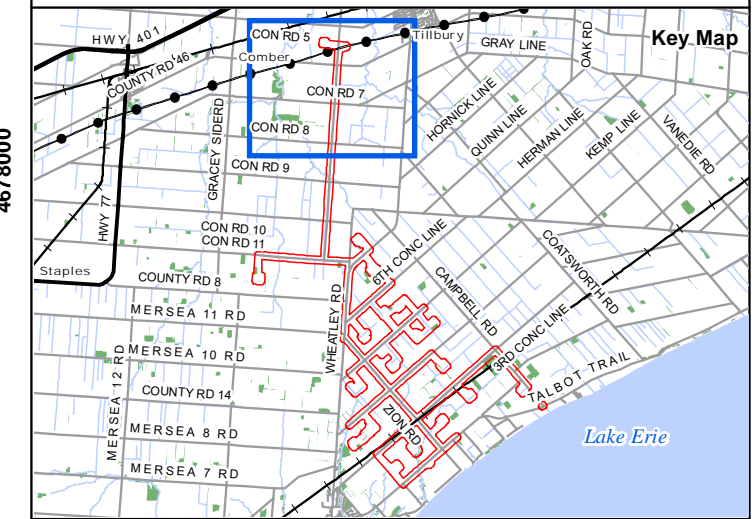 Key Map
HWY 401
CON RD 5
Tillbury
GRAY LINE
OAK RD
Comber
COUNTY RD 46
CON RD 7
HORNICK LINE
QUINN LINE
HERMAN LINE
KEMP LINE
VANEDIE RD
CON RD 8
GRACEY SIDERD
4678000
CON RD 9
HWY 77
CON RD 10
CON RD 11
6TH CONC LINE
COATSWORTH RD
Staples
COUNTY RD 8
CAMPBELL RD
WHEATLEY RD
MERSEA 11 RD
3RD CONC LINE
MERSEA 10 RD
MERSEA 12 RD
TALBOT TRAIL
COUNTY RD 14
ZION RD
MERSEA 8 RD
Lake Erie
MERSEA 7 RD